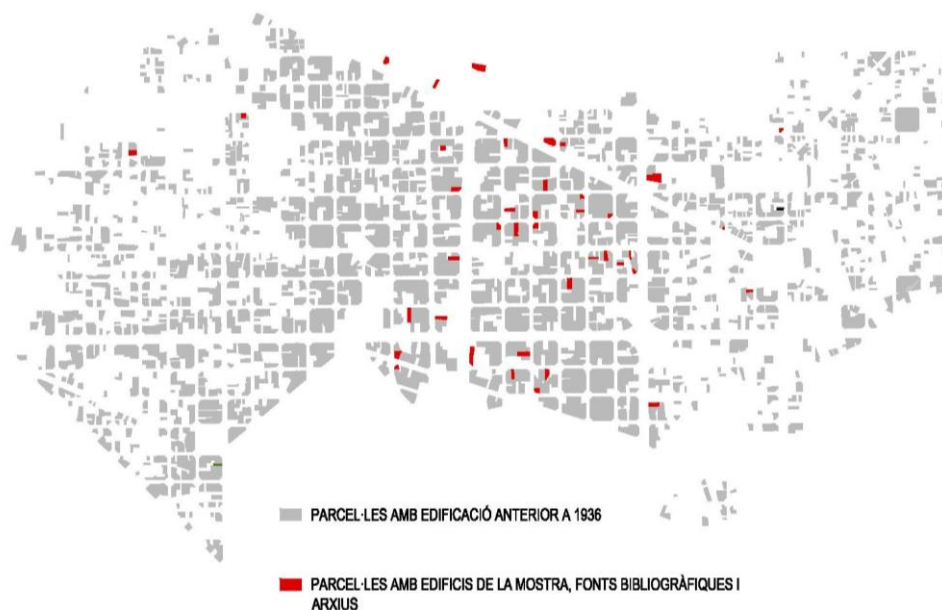 PARCEL·LES AMB EDIFICACIÓ ANTERIOR A 1936
PARCEL·LES AMB EDIFICIS DE LA MOSTRA, FONTS BIBLIOGRÀFIQUES I
ARXIUS